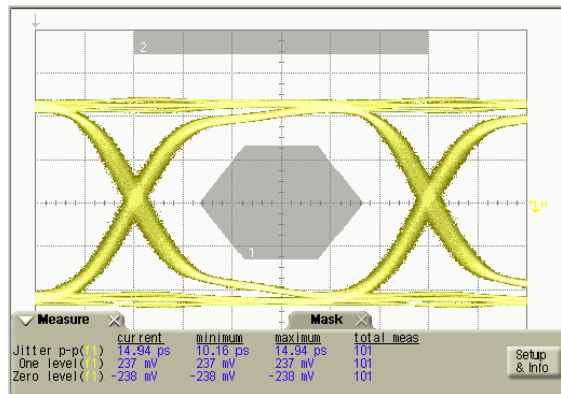 2
1
Measure
Mask
current minimum maximum total meas
Jitter p-p(f1) 14.94 ps 10.16 ps 14.94 ps 101
One level(f1) 237 mV 237 mV 237 mV 101
Zero level(f1) -238 mV -238 mV -238 mV 101
Setup
& Info